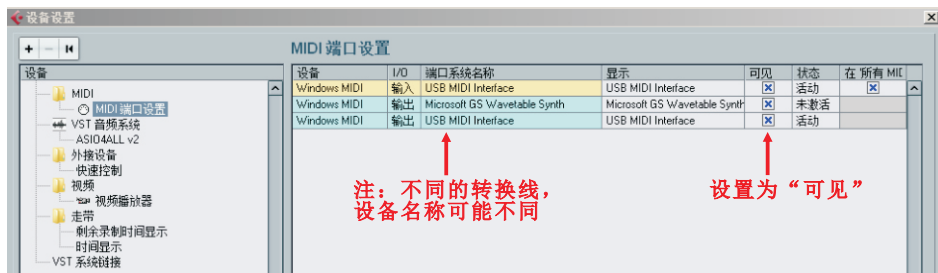 设备设置
MIDI 端口设置
设备
MIDI
MIDI 端口设置
VST 音频系统
ASIO4ALL v2
外接设备
快速控制
视频
视频播放器
走带
剩余录制时间显示
时间显示
VST 系统链接
设备 I/O 端口系统名称 显示 可见 状态 在 '所有 MID
Windows MIDI 输入 USB MIDI Interface USB MIDI Interface 活动
Windows MIDI 输出 Microsoft GS Wavetable Synth Microsoft GS Wavetable Synth 未激活
Windows MIDI 输出 USB MIDI Interface USB MIDI Interface 活动
注：不同的转换线，
设备名称可能不同
设置为“可见”